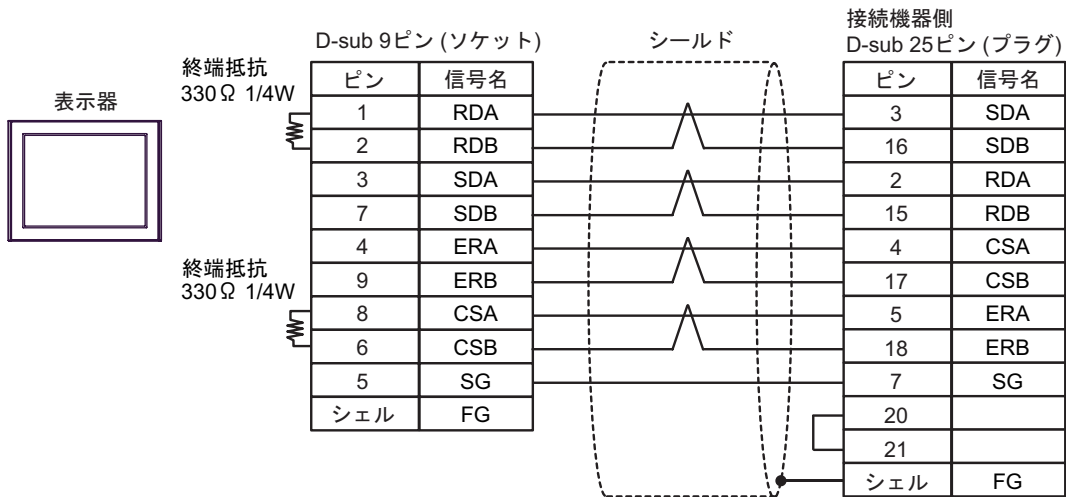 表示器
終端抵抗
330Ω 1/4W
終端抵抗
330Ω 1/4W
D-sub 9ピン (ソケット)
ピン 信号名
1 RDA
2 RDB
3 SDA
7 SDB
4 ERA
9 ERB
8 CSA
6 CSB
5 SG
シェル FG
シールド
接続機器側
D-sub 25ピン (プラグ)
ピン 信号名
3 SDA
16 SDB
2 RDA
15 RDB
4 CSA
17 CSB
5 ERA
18 ERB
7 SG
20
21
シェル FG